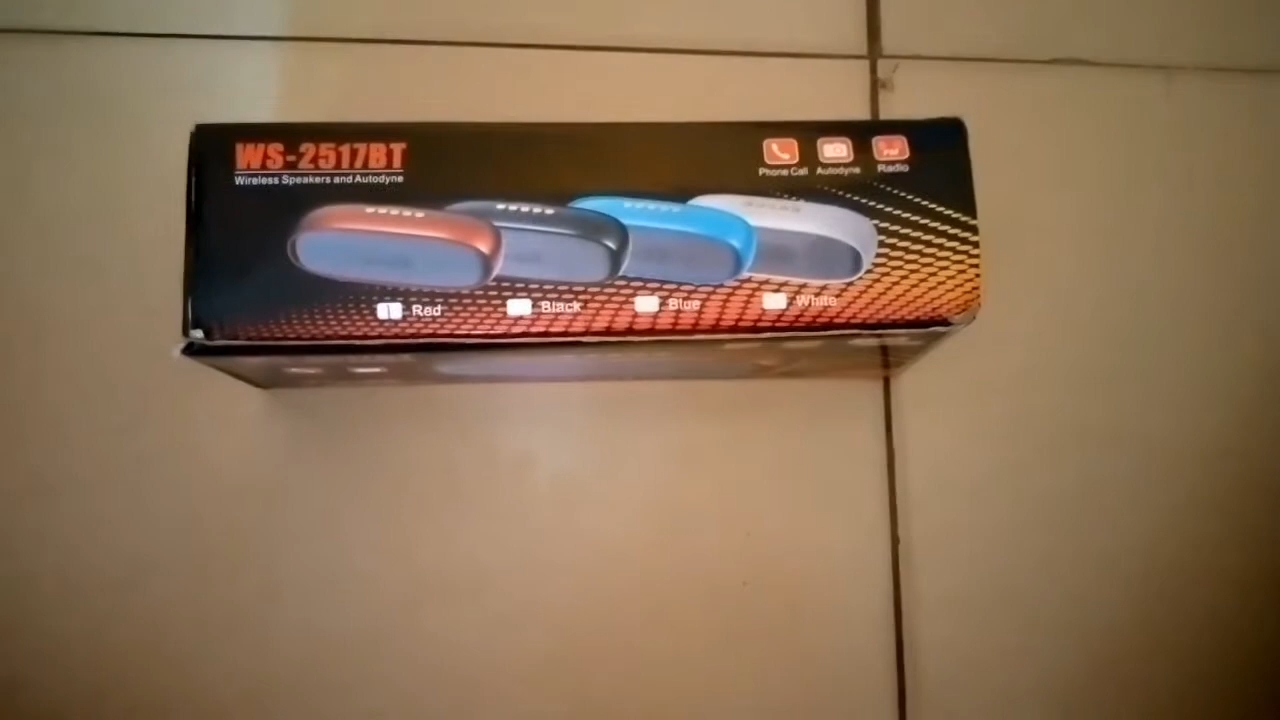 WS-2517BT
Wireless Speakers and Autodyne
Phone Call
Autodyne
Radio
Red
Black
Blue
White